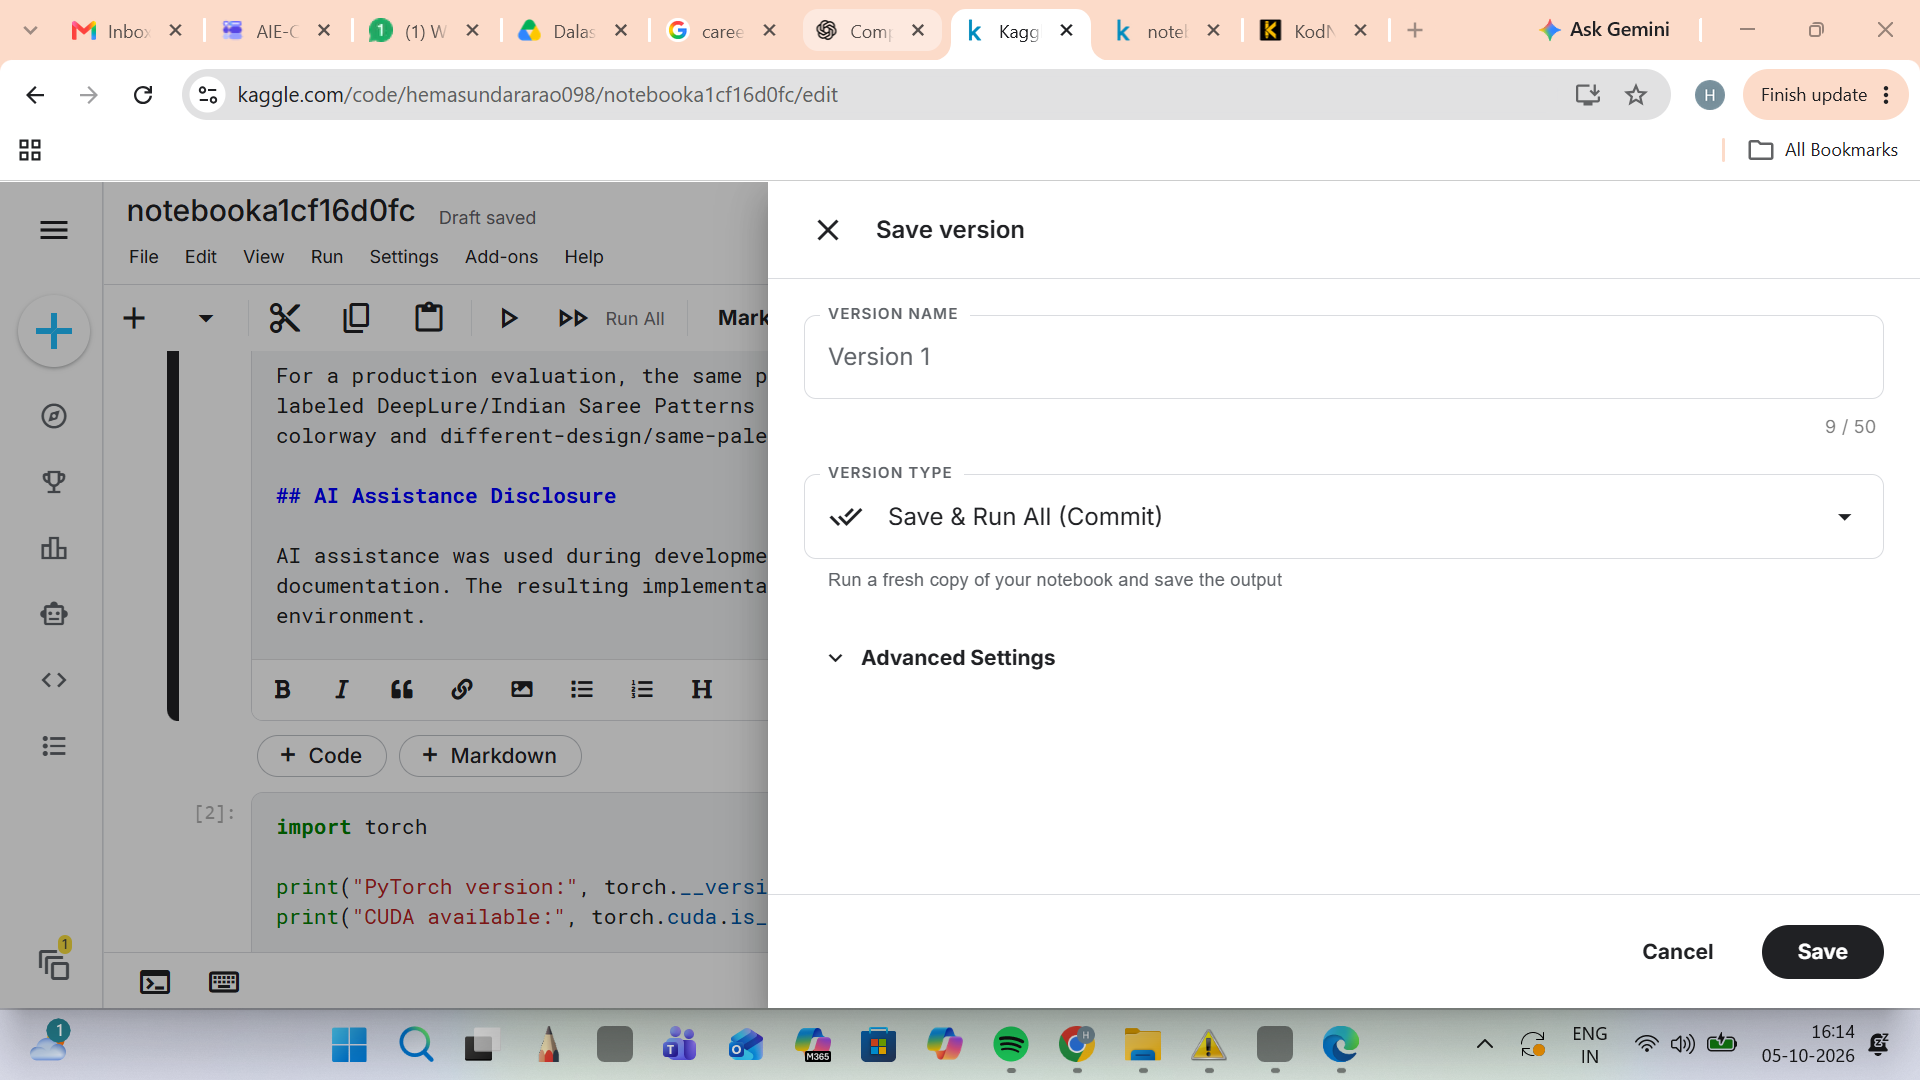 Inbox
AIE-C
(1) W
Dalas
caree
Comp
Kagg
notel
KodN
Ask Gemini
kaggle.com/code/hemasundararao098/notebooka1cf16d0fc/edit
H
Finish update
All Bookmarks
notebooka1cf16d0fc
Draft saved
File
Edit
View
Run
Settings
Add-ons
Help
Run All
Mark
For a production evaluation, the same p
labeled DeepLure/Indian Saree Patterns
colorway and different-design/same-pale
## AI Assistance Disclosure
AI assistance was used during developme
documentation. The resulting implementa
environment.
B
I
H
+ Code
+ Markdown
[2]:
import torch
print("PyTorch version:", torch.__versi
print("CUDA available:", torch.cuda.is_
1
Save version
VERSION NAME
Version 1
9 / 50
VERSION TYPE
Save & Run All (Commit)
Run a fresh copy of your notebook and save the output
Advanced Settings
Cancel
Save
1
M365
H
ENG
IN
16:14
05-10-2026